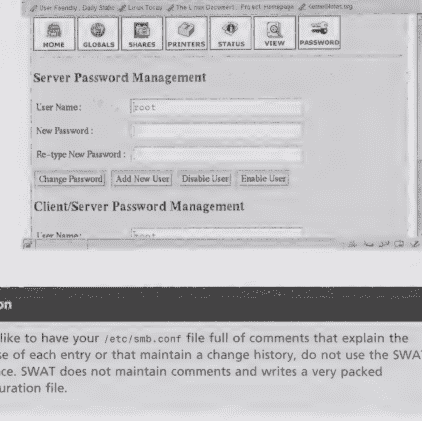 User Friendly, Daily Static Linux Today The Linux Document. Project Homepage
HOME GLOBALS SHARES PRINTERS STATUS VIEW PASSWORD
Server Password Management
User Name: root
New Password :
Re-type New Password :
Change Password Add New User Disable User Enable User
Client/Server Password Management
User Name: root
on
like to have your /etc/smb.conf file full of comments that explain the
se of each entry or that maintain a change history, do not use the SWAT
ce. SWAT does not maintain comments and writes a very packed
uration file.